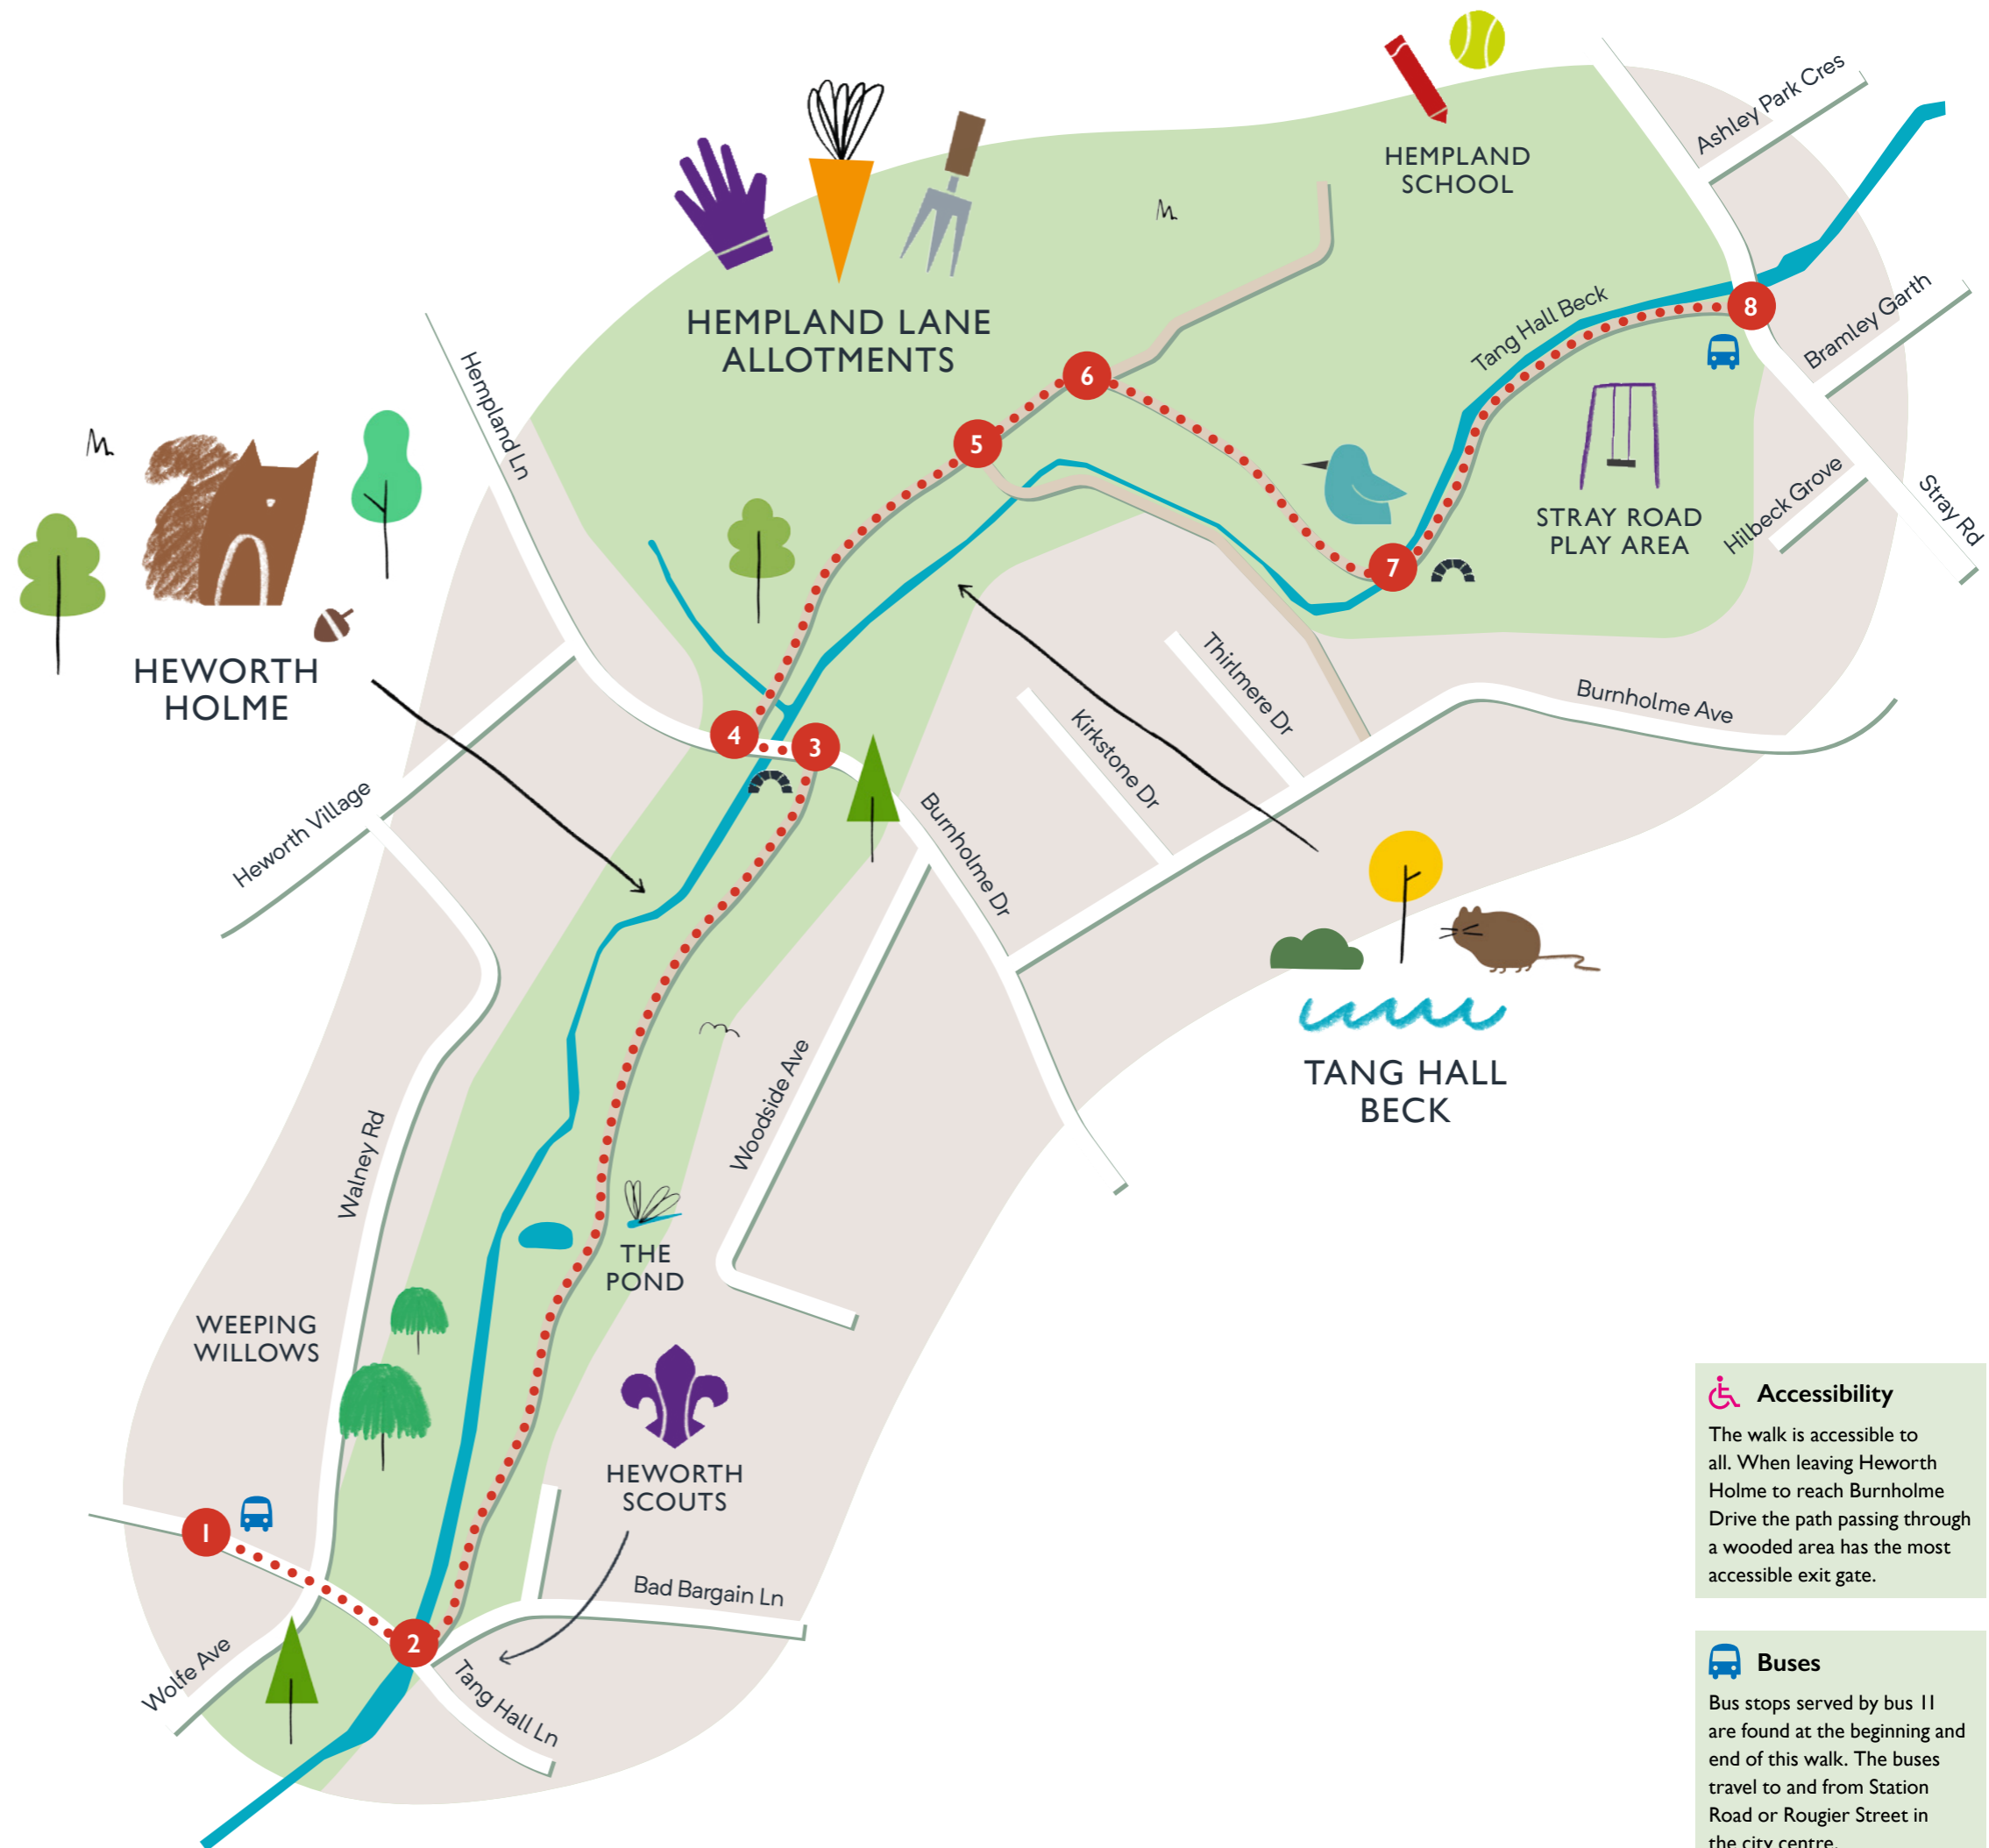 HEMPLAND
SCHOOL
Ashley Park Cres
HEMPLAND LANE
ALLOTMENTS
Hempland Ln
6
5
Tang Hall Beck
8
Bramley Garth
7
STRAY ROAD
PLAY AREA
Hilbeck Grove
Stray Rd
HEWORTH
HOLME
4
3
Thirlmere Dr
Kirkstone Dr
Burnholme Ave
Heworth Village
Burnholme Dr
TANG HALL
BECK
Woodside Ave
Walney Rd
THE
POND
WEEPING
WILLOWS
HEWORTH
SCOUTS
1
2
Bad Bargain Ln
Wolfe Ave
Tang Hall Ln
Accessibility
The walk is accessible to
all. When leaving Heworth
Holme to reach Burnholme
Drive the path passing through
a wooded area has the most
accessible exit gate.
Buses
Bus stops served by bus 11
are found at the beginning and
end of this walk. The buses
travel to and from Station
Road or Rougier Street in
the city centre.